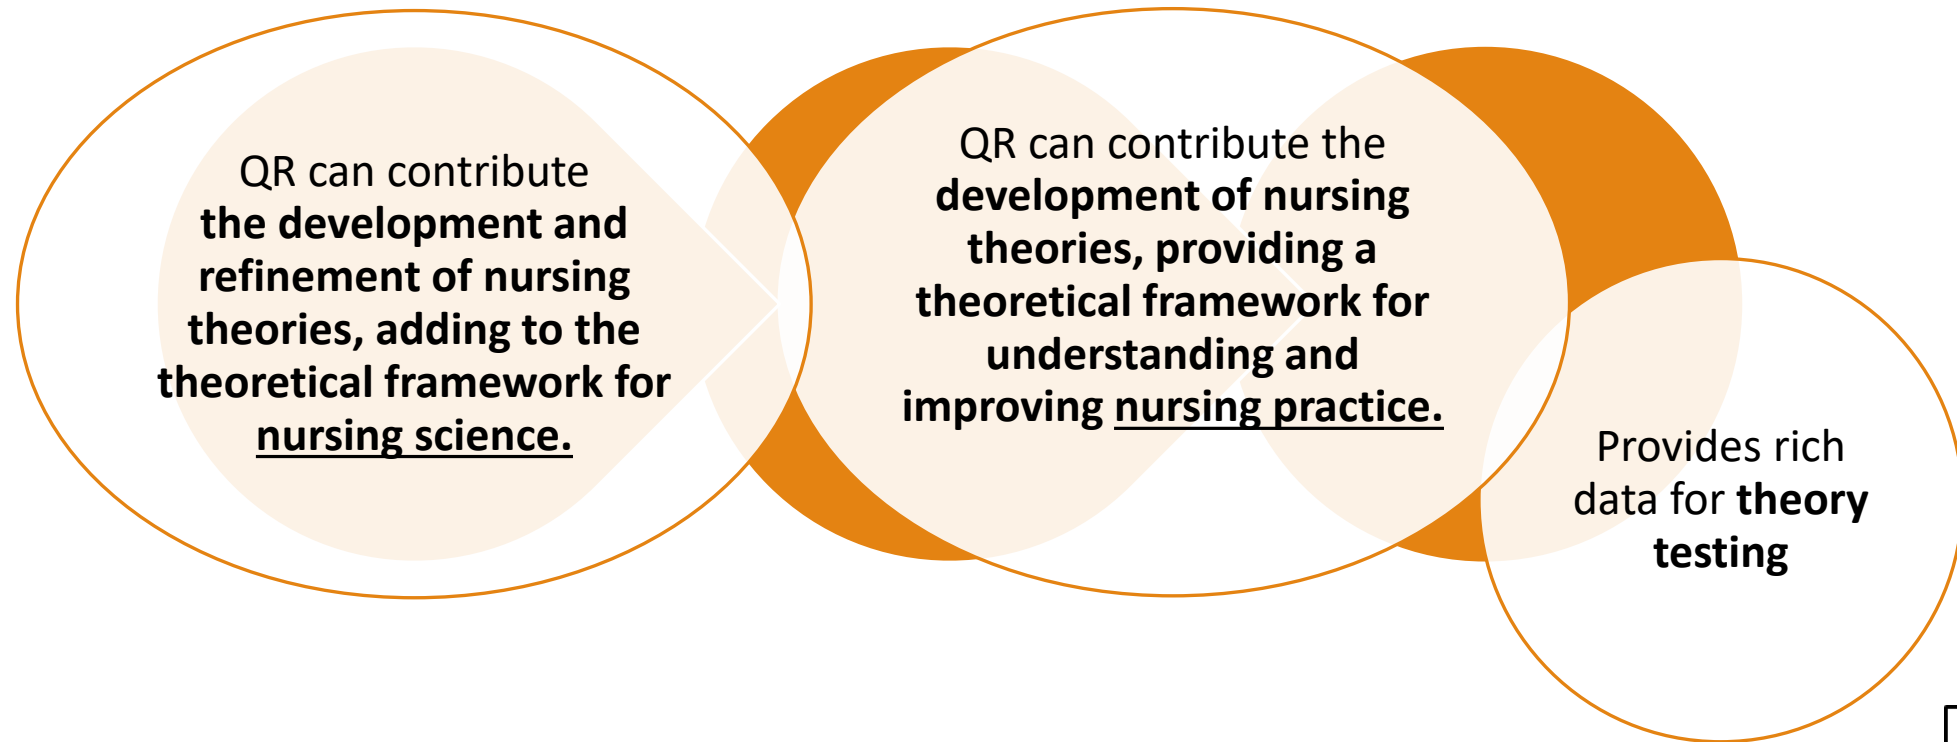 QR can contribute
the development and
refinement of nursing
theories, adding to the
theoretical framework for
nursing science.
QR can contribute the
development of nursing
theories, providing a
theoretical framework for
understanding and
improving nursing practice.
Provides rich
data for theory
testing